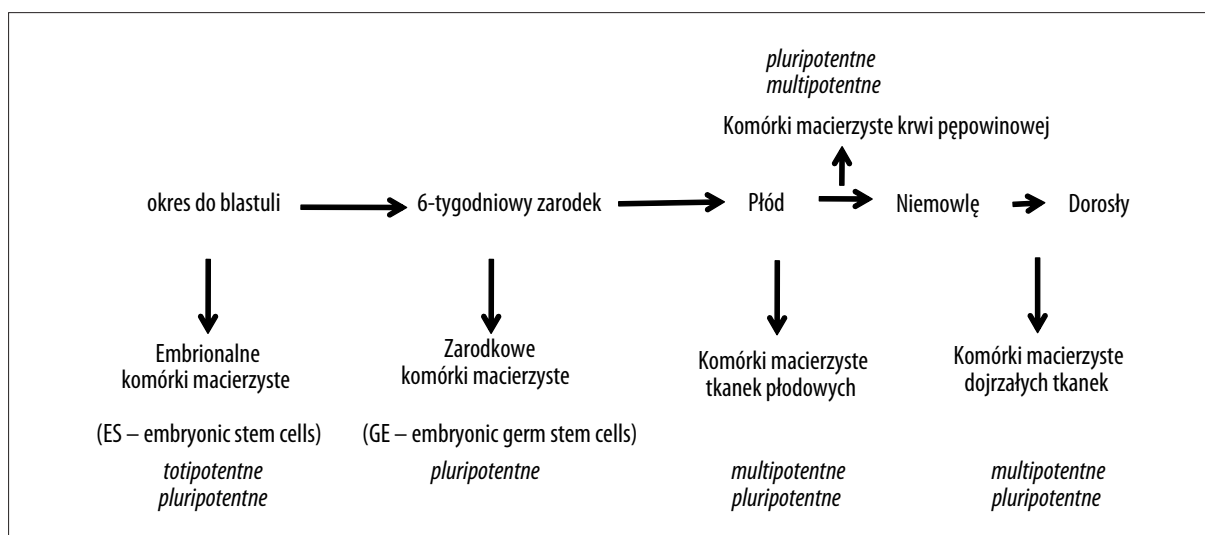 pluripotentne
multipotentne
Komórki macierzyste krwi pępowinowej
okres do blastuli
6-tygodniowy zarodek
Płód
Niemowlę
Dorosły
Embrionalne
komórki macierzyste
(ES – embryonic stem cells)
totipotentne
pluripotentne
Zarodkowe
komórki macierzyste
(GE – embryonic germ stem cells)
pluripotentne
Komórki macierzyste
tkanek płodowych
multipotentne
pluripotentne
Komórki macierzyste
dojrzałych tkanek
multipotentne
pluripotentne